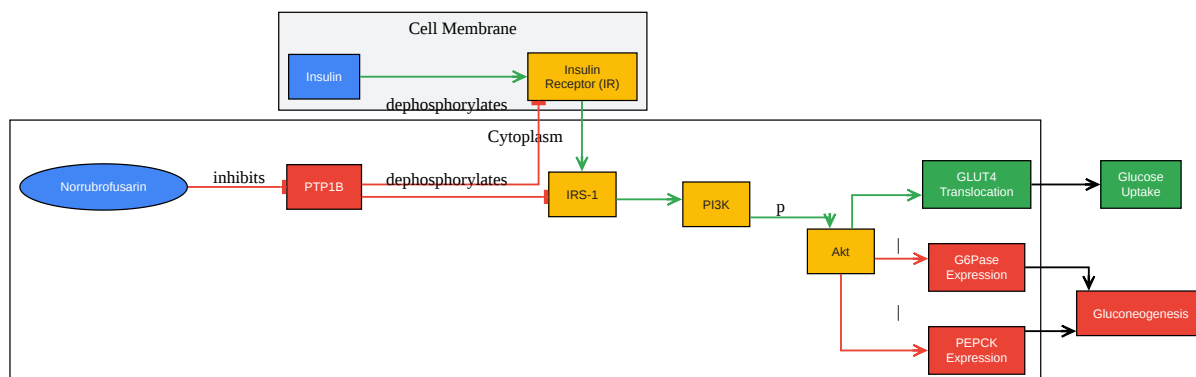 Cell Membrane
Insulin
Insulin
Receptor (IR)
dephosphorylates
Cytoplasm
Norrubrofusarin
inhibits
PTP1B
dephosphorylates
IRS-1
PI3K
p
Akt
GLUT4
Translocation
Glucose
Uptake
|
G6Pase
Expression
Gluconeogenesis
|
PEPCK
Expression